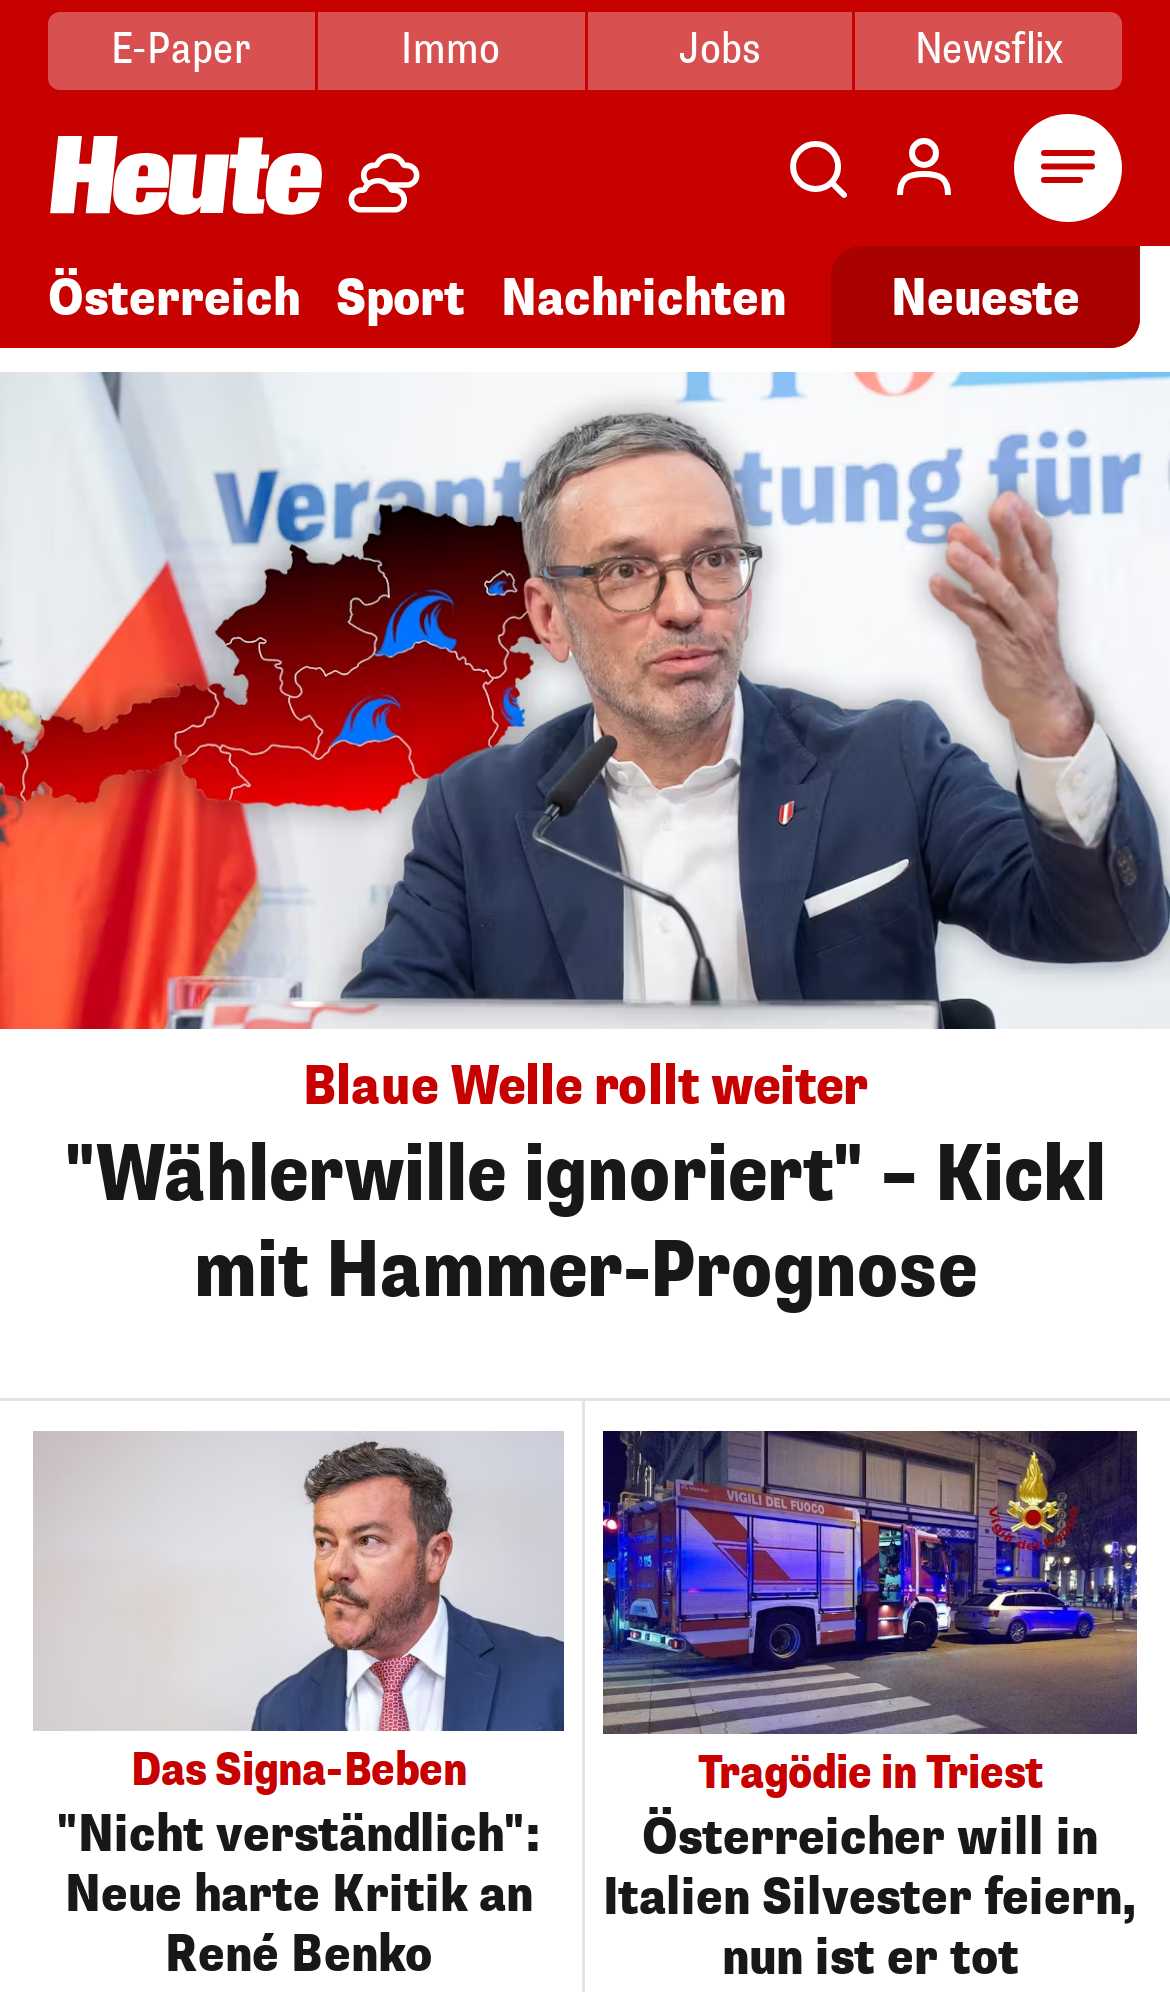 E-Paper
Immo
Jobs
Newsflix
Heute
Österreich
Sport
Nachrichten
Neueste
FPÖ
für
Blaue Welle rollt weiter
"Wählerwille ignoriert" – Kickl
mit Hammer-Prognose
VIGILI DEL FUOCO
Das Signa-Beben
"Nicht verständlich":
Neue harte Kritik an
René Benko
Tragödie in Triest
Österreicher will in
Italien Silvester feiern,
nun ist er tot